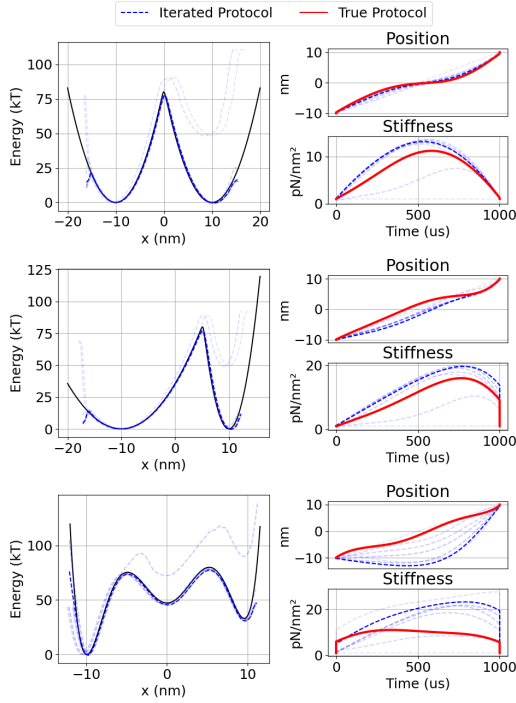 Iterated Protocol True Protocol
Position
100
75
50
25
0
Energy (kT)
−20 −10 0 10 20
x (nm)
10
0
−10
nm
Stiffness
10
0
pN/nm²
0 500 1000
Time (us)
Position
125
100
75
50
25
0
Energy (kT)
−20 −10 0 10
x (nm)
10
0
−10
nm
Stiffness
20
0
pN/nm²
0 500 1000
Time (us)
Position
100
50
0
Energy (kT)
−10 0 10
x (nm)
10
0
−10
nm
Stiffness
20
0
pN/nm²
0 500 1000
Time (us)